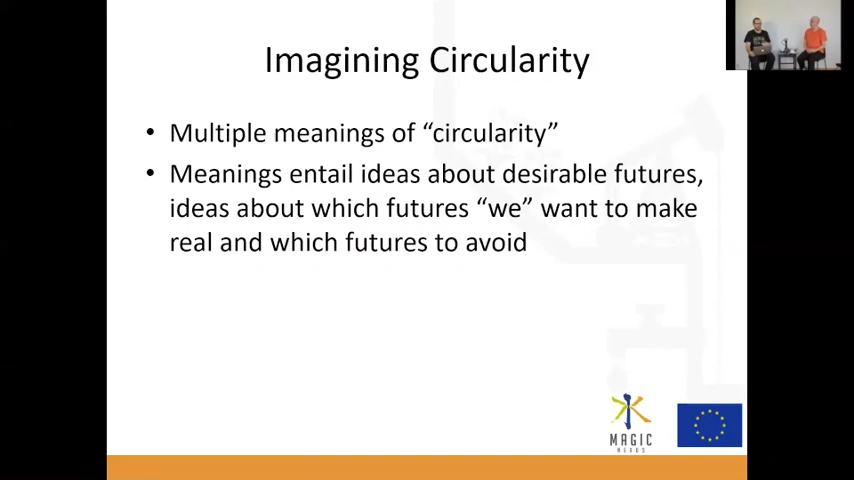 Imagining Circularity
• Multiple meanings of “circularity”
• Meanings entail ideas about desirable futures,
ideas about which futures “we” want to make
real and which futures to avoid
MAGIC
NEXUS